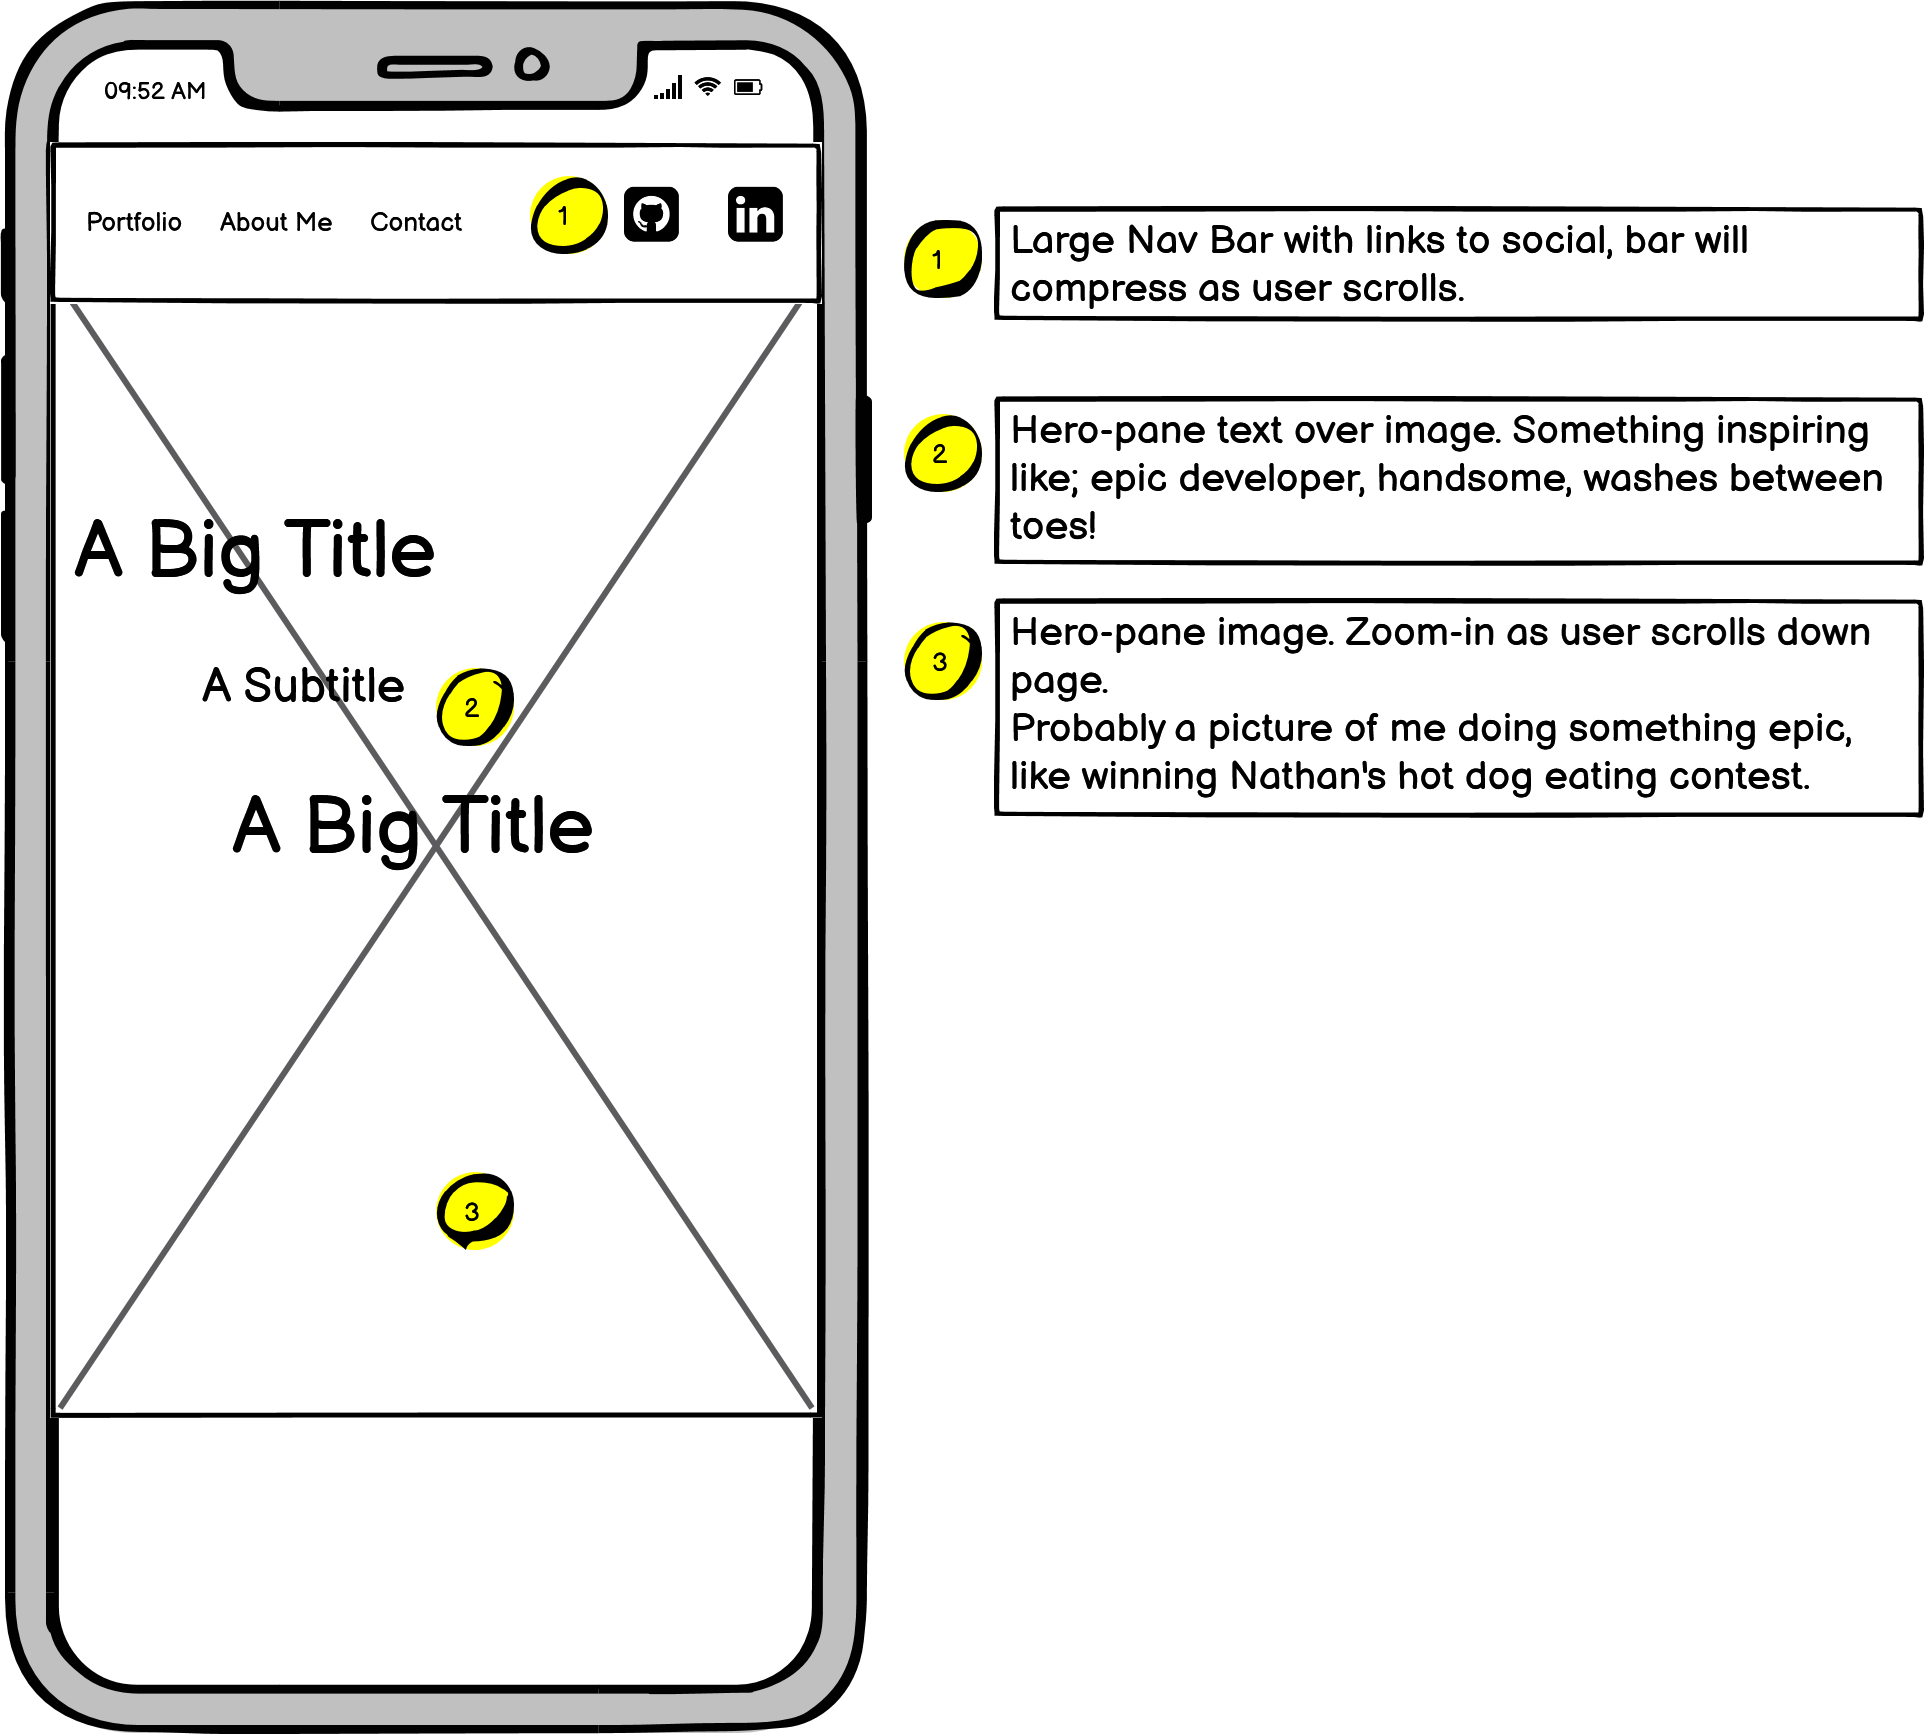 09:52 AM
Portfolio About Me Contact 1 in
A Big Title
A Subtitle
2
A Big Title
3
1
Large Nav Bar with links to social, bar will
compress as user scrolls.
2
Hero-pane text over image. Something inspiring
like; epic developer, handsome, washes between
toes!
3
Hero-pane image. Zoom-in as user scrolls down
page.
Probably a picture of me doing something epic,
like winning Nathan's hot dog eating contest.